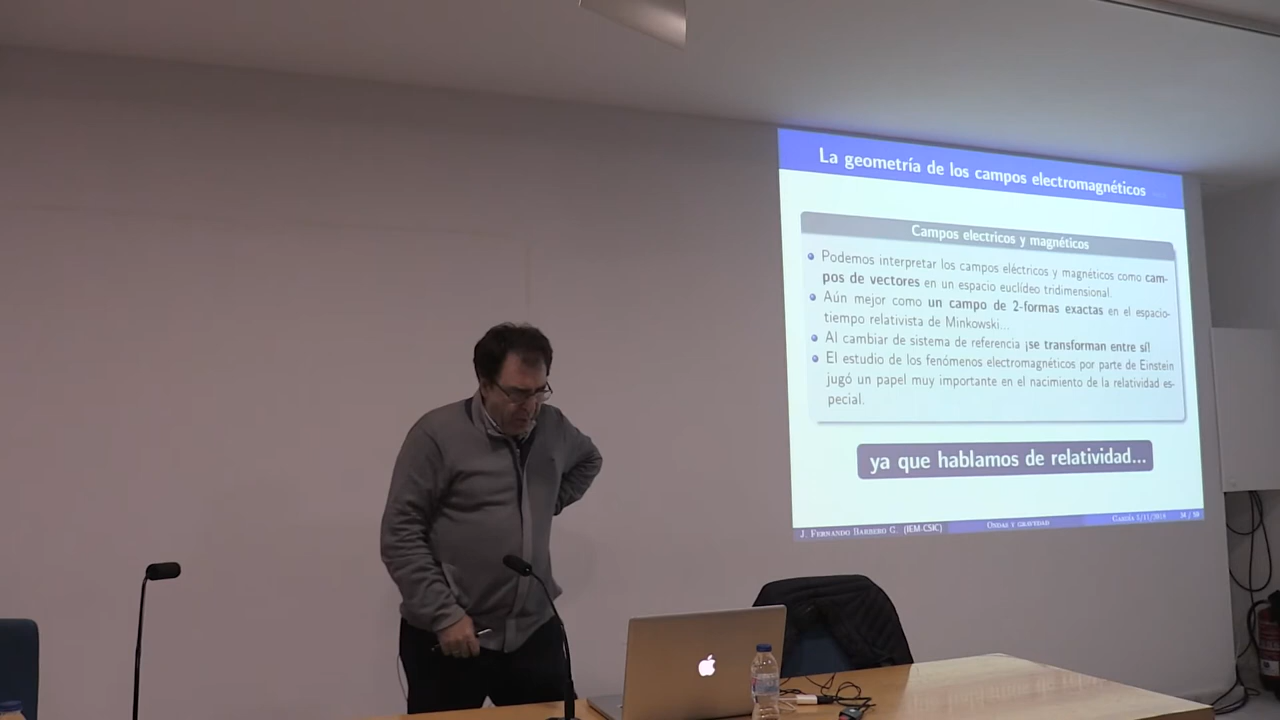 La geometría de los campos electromagnéticos
Campos electricos y magnéticos
Podemos interpretar los campos eléctricos y magnéticos como cam-
pos de vectores en un espacio euclídeo tridimensional.
Aún mejor como un campo de 2-formas exactas en el espacio-
tiempo relativista de Minkowski...
Al cambiar de sistema de referencia ¡se transforman entre sí!
El estudio de los fenómenos electromagnéticos por parte de Einstein
jugó un papel muy importante en el nacimiento de la relatividad es-
pecial.
ya que hablamos de relatividad...
J. Fernando Barbero G. (IEM-CSIC) Ondas y gravedad